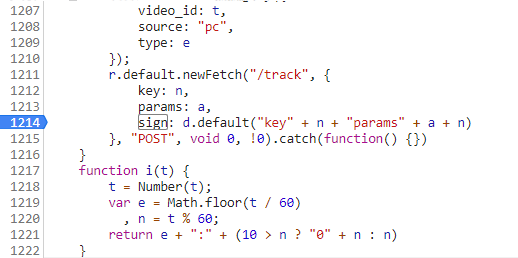 1207 video_id: t,
1208 source: "pc",
1209 type: e
1210 });
1211 r.default.newFetch("/track", {
1212 key: n,
1213 params: a,
1214 sign: d.default("key" + n + "params" + a + n)
1215 }, "POST", void 0, !0).catch(function() {})
1216 }
1217 function i(t) {
1218 t = Number(t);
1219 var e = Math.floor(t / 60)
1220 , n = t % 60;
1221 return e + ":" + (10 > n ? "0" + n : n)
1222 }